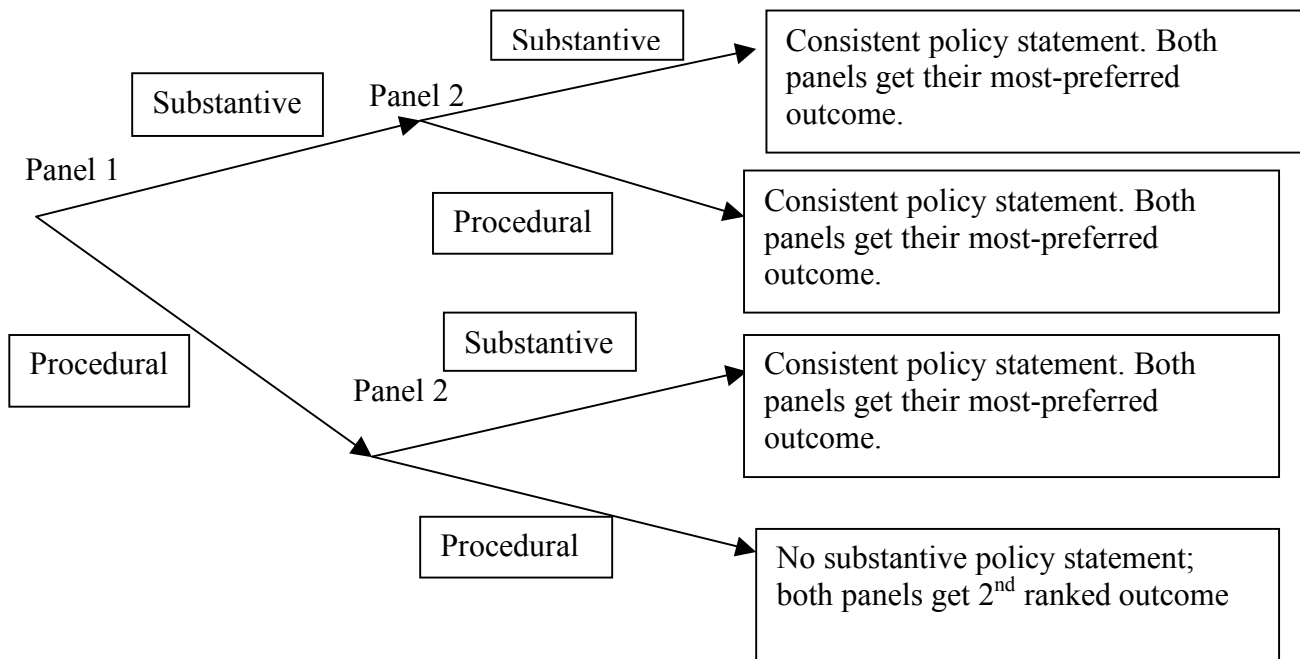 Substantive
Consistent policy statement. Both
panels get their most-preferred
outcome.
Substantive
Panel 2
Panel 1
Procedural
Consistent policy statement. Both
panels get their most-preferred
outcome.
Substantive
Procedural
Panel 2
Consistent policy statement. Both
panels get their most-preferred
outcome.
Procedural
No substantive policy statement;
both panels get 2nd ranked outcome